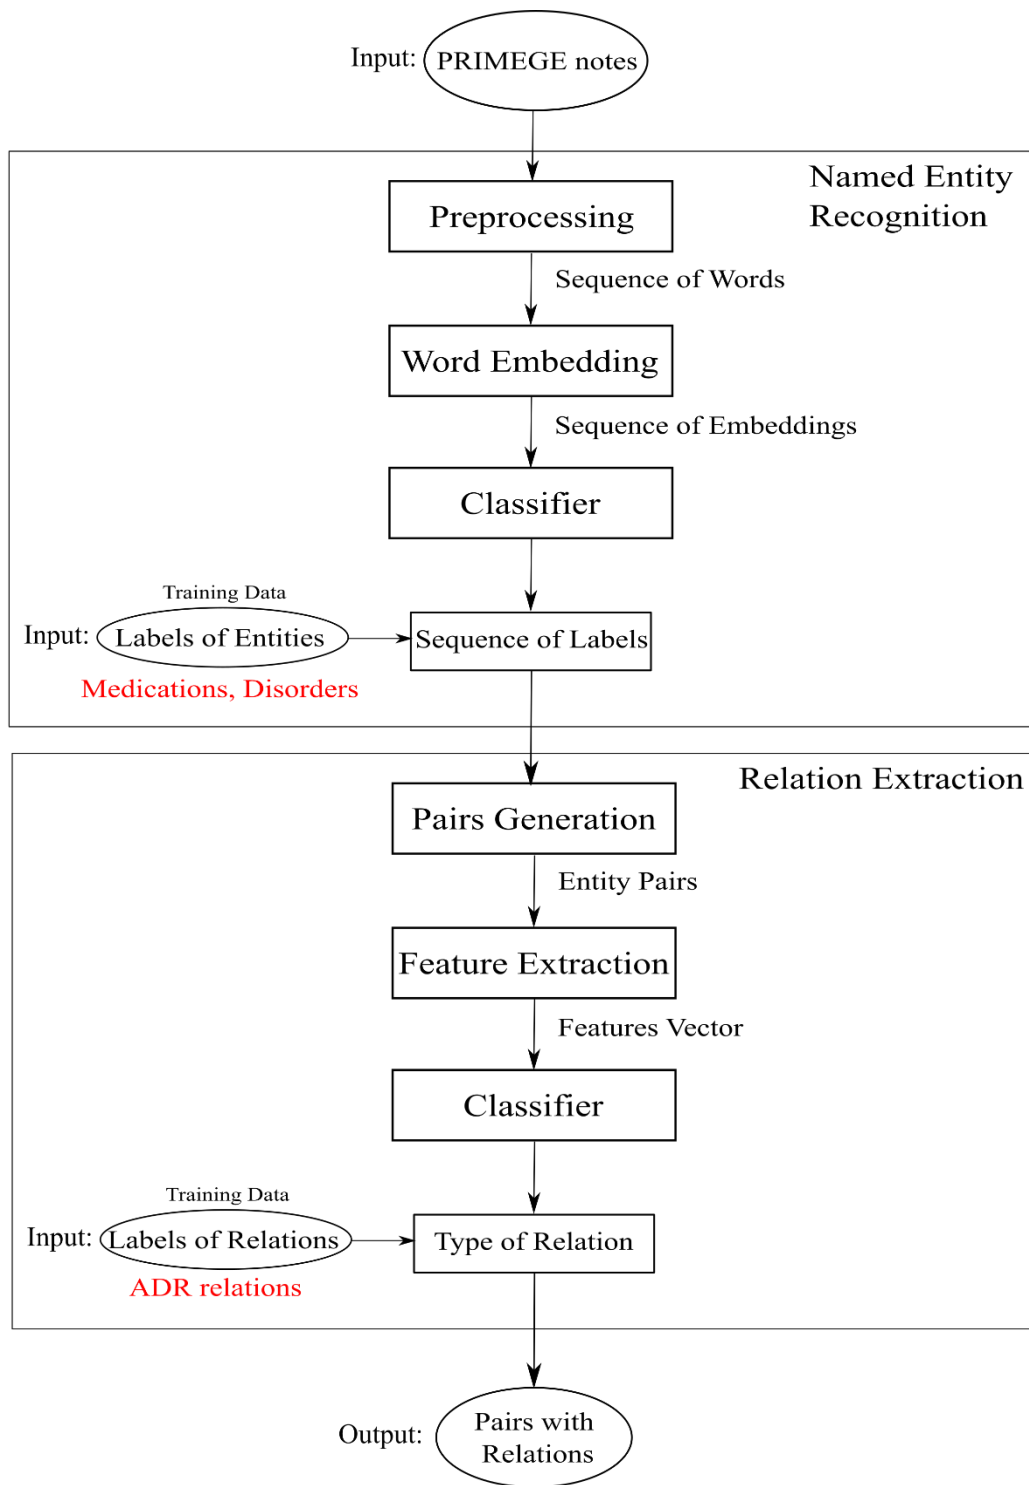 Input: PRIMEGE notes
Named Entity
Recognition
Preprocessing
Sequence of Words
Word Embedding
Sequence of Embeddings
Classifier
Training Data
Input: Labels of Entities
Sequence of Labels
Medications, Disorders
Relation Extraction
Pairs Generation
Entity Pairs
Feature Extraction
Features Vector
Classifier
Training Data
Input: Labels of Relations
Type of Relation
ADR relations
Output: Pairs with
Relations